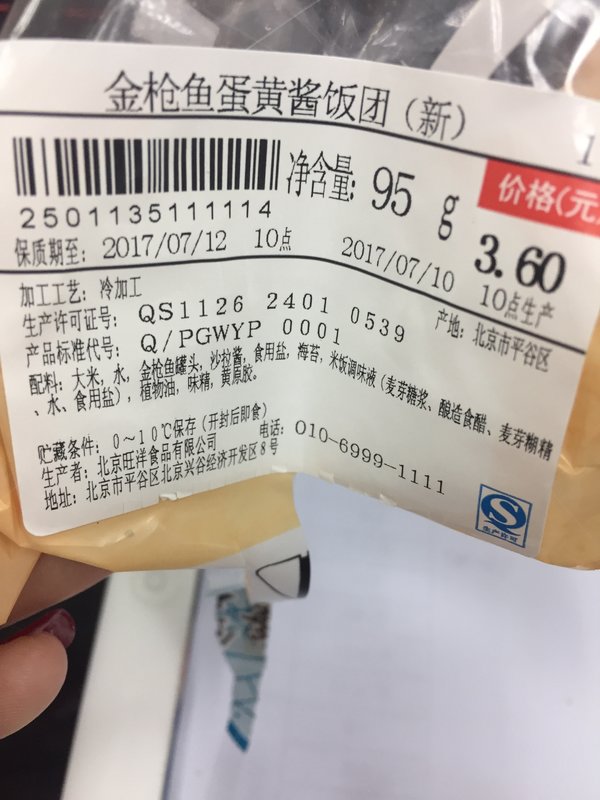 金枪鱼蛋黄酱饭团（新） 1
净含量: 95 g 价格(元
2501135111114 3.60
保质期至: 2017/07/12 10点 2017/07/10 10点生产
加工工艺: 冷加工
生产许可证号: QS1126 2401 0539 产地: 北京市平谷区
产品标准代号: Q/PGWYP 0001
配料: 大米, 水, 金枪鱼罐头, 沙拉酱, 食用盐, 海苔, 米饭调味液（麦芽糖浆、酿造食醋、麦芽糊精
、水、食用盐）, 植物油, 味精, 黄原胶。
贮藏条件: 0~10℃保存(开封后即食)
生产者: 北京旺洋食品有限公司 电话: 010-6999-1111
地址: 北京市平谷区北京兴谷经济开发区8号
生产许可